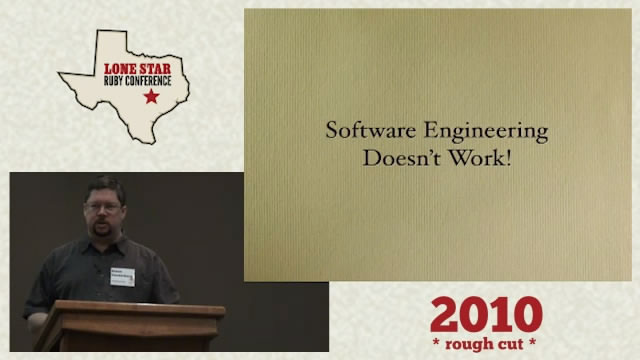 LONE STAR
RUBY CONFERENCE
Software Engineering
Doesn't Work!
2010
* rough cut *